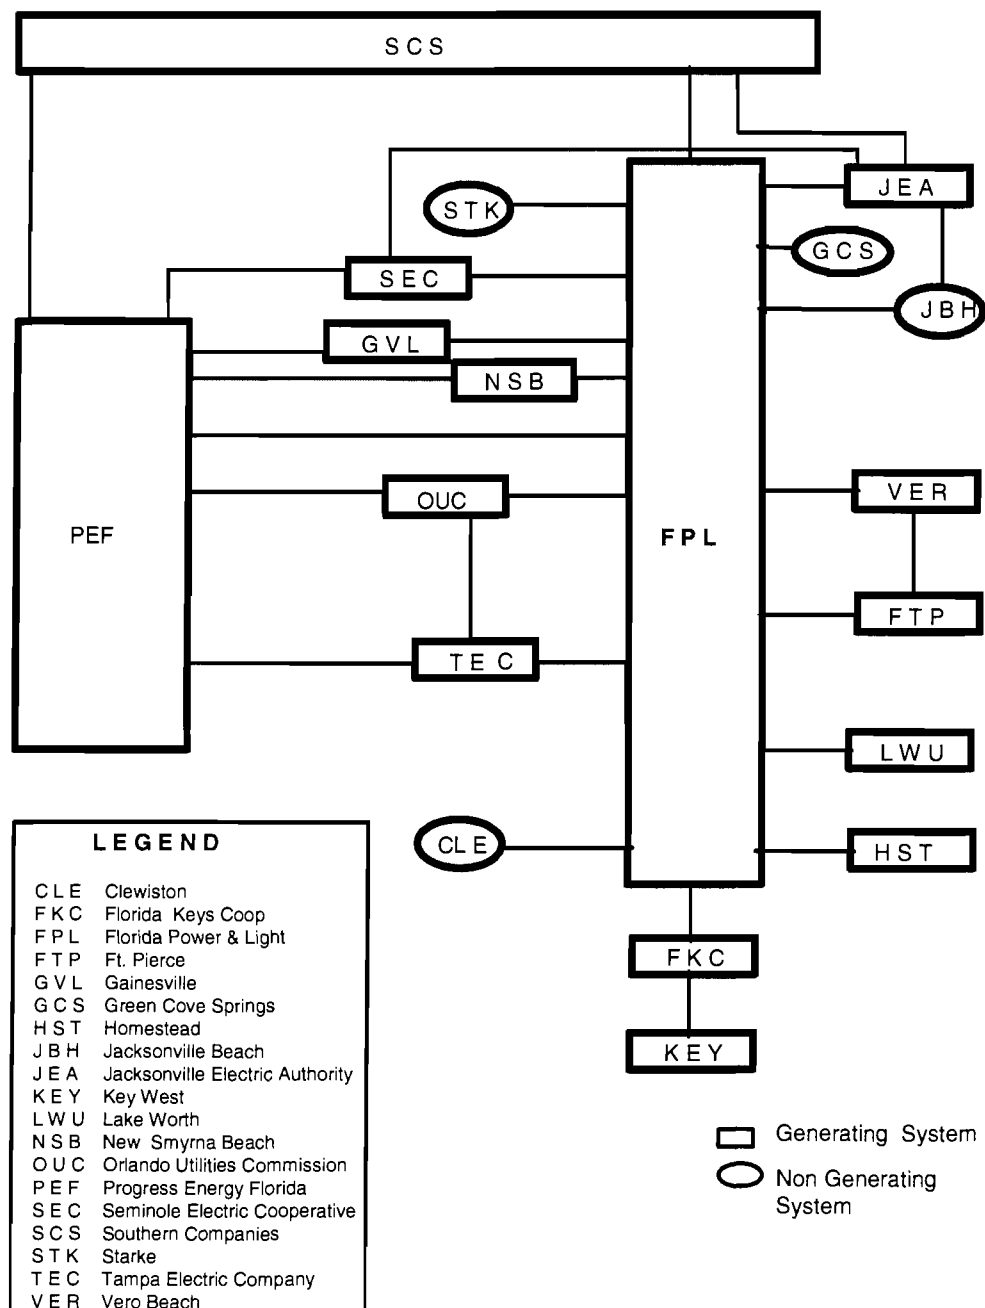 SCS
STK
JEA
GCS
SEC
JBH
GVL
NSB
OUC
VER
PEF
FPL
FTP
TEC
LWU
CLE
HST
FKC
KEY
LEGEND
CLE Clewiston
FKC Florida Keys Coop
FPL Florida Power & Light
FTP Ft. Pierce
GVL Gainesville
GCS Green Cove Springs
HST Homestead
JBH Jacksonville Beach
JEA Jacksonville Electric Authority
KEY Key West
LWU Lake Worth
NSB New Smyrna Beach
OUC Orlando Utilities Commission
PEF Progress Energy Florida
SEC Seminole Electric Cooperative
SCS Southern Companies
STK Starke
TEC Tampa Electric Company
VER Vero Beach
Generating System
Non Generating
System